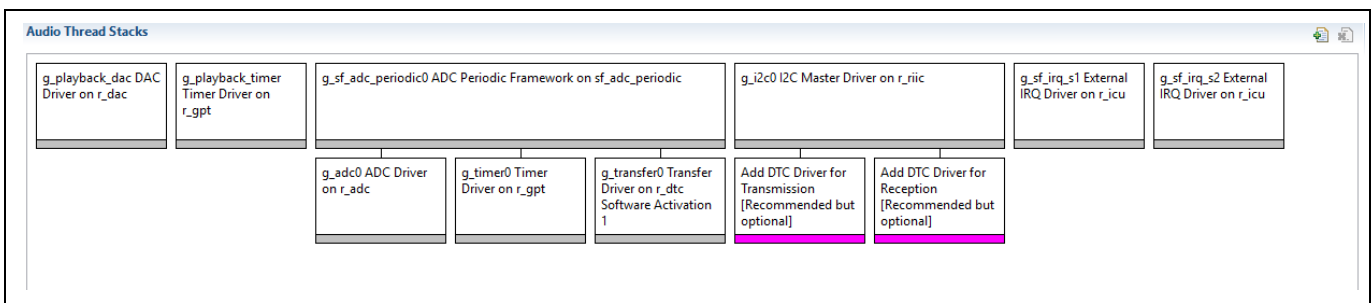 Audio Thread Stacks
g_playback_dac DAC
Driver on r_dac
g_playback_timer
Timer Driver on
r_gpt
g_sf_adc_periodic0 ADC Periodic Framework on sf_adc_periodic
g_i2c0 I2C Master Driver on r_riic
g_sf_irq_s1 External
IRQ Driver on r_icu
g_sf_irq_s2 External
IRQ Driver on r_icu
g_adc0 ADC Driver
on r_adc
g_timer0 Timer
Driver on r_gpt
g_transfer0 Transfer
Driver on r_dtc
Software Activation
1
Add DTC Driver for
Transmission
[Recommended but
optional]
Add DTC Driver for
Reception
[Recommended but
optional]